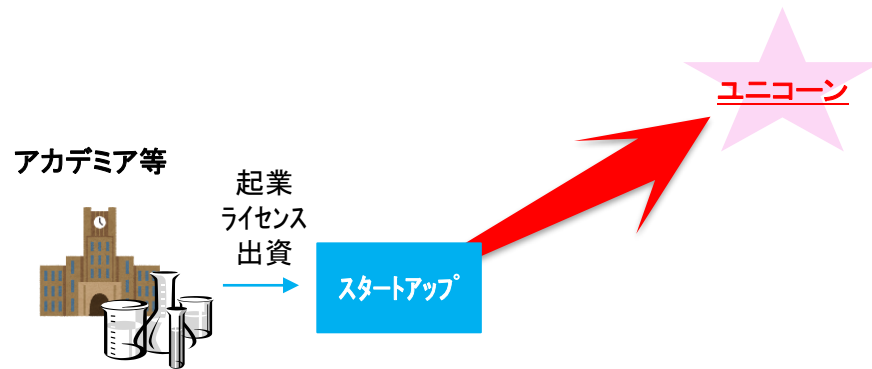 ユニコーン
アカデミア等
起業
ライセンス
出資
スタートアップ